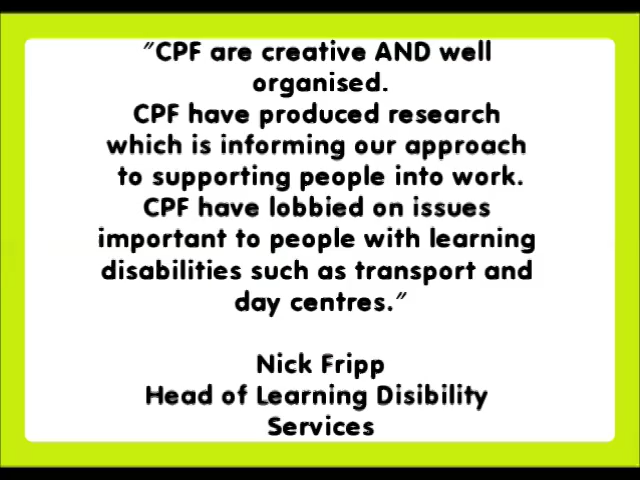 "CPF are creative AND well
organised.
CPF have produced research
which is informing our approach
to supporting people into work.
CPF have lobbied on issues
important to people with learning
disabilities such as transport and
day centres."
Nick Fripp
Head of Learning Disibility
Services